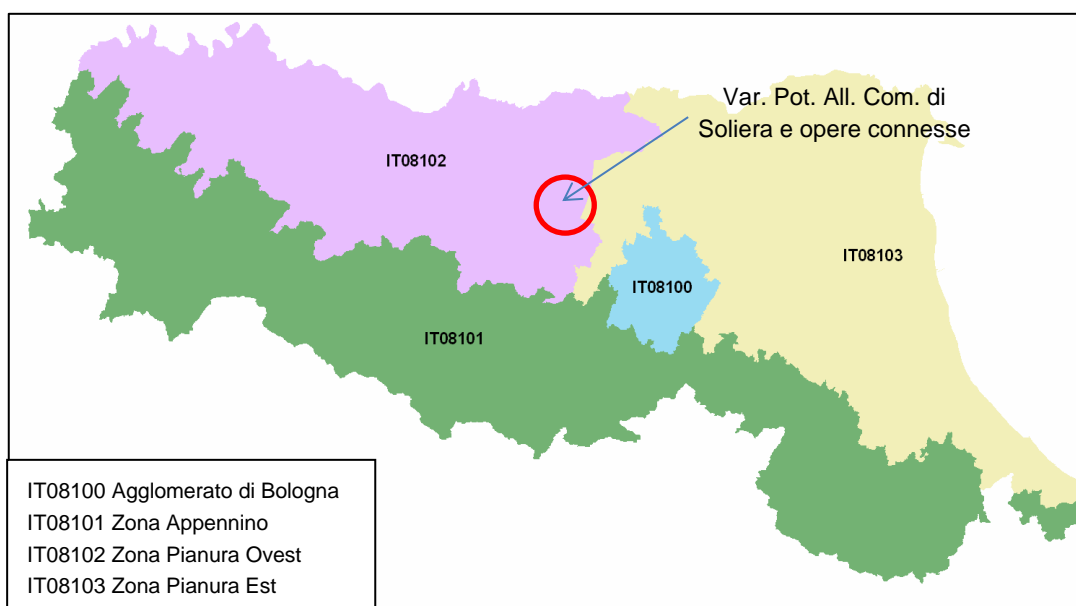 Var. Pot. All. Com. di
Soliera e opere connesse
IT08102
IT08103
IT08100
IT08101
IT08100 Agglomerato di Bologna
IT08101 Zona Appennino
IT08102 Zona Pianura Ovest
IT08103 Zona Pianura Est